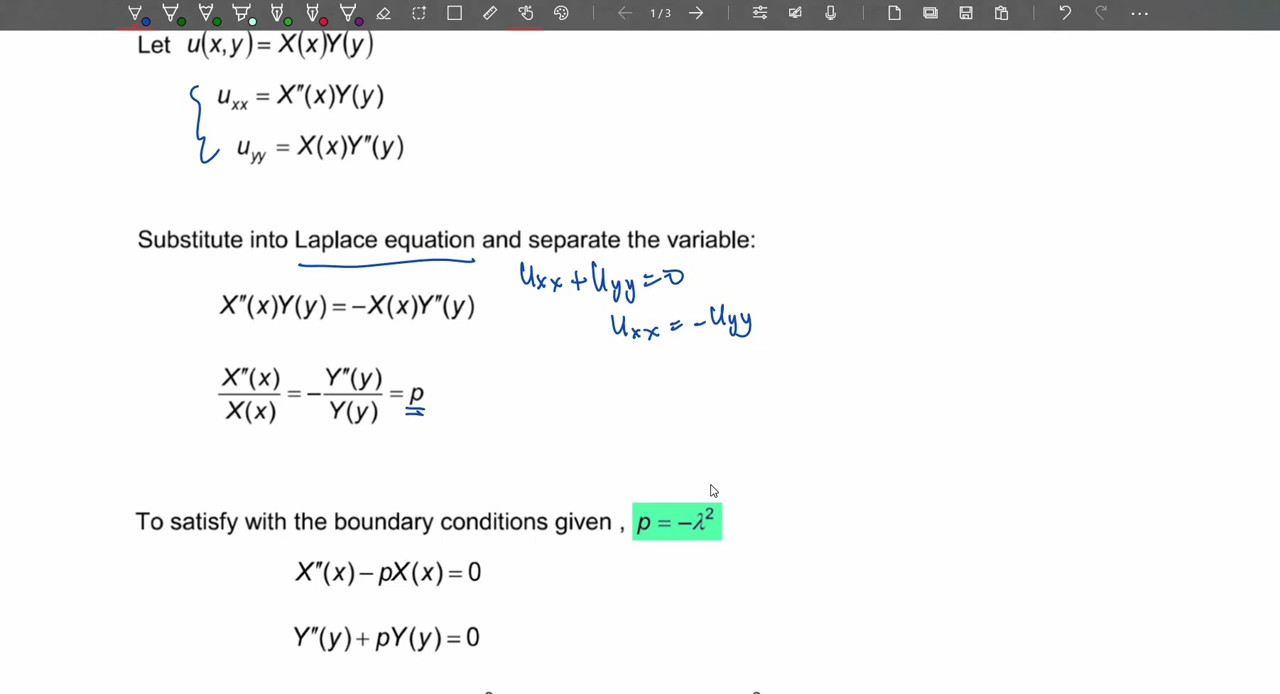 1/3
Let u(x,y) = X(x)Y(y)
u_xx = X″(x)Y(y)
u_yy = X(x)Y″(y)
Substitute into Laplace equation and separate the variable:
u_xx + u_yy = 0
X″(x)Y(y) = −X(x)Y″(y)
u_xx = −u_yy
X″(x)/X(x) = −Y″(y)/Y(y) = p
To satisfy with the boundary conditions given , p = −λ²
X″(x) − pX(x) = 0
Y″(y) + pY(y) = 0